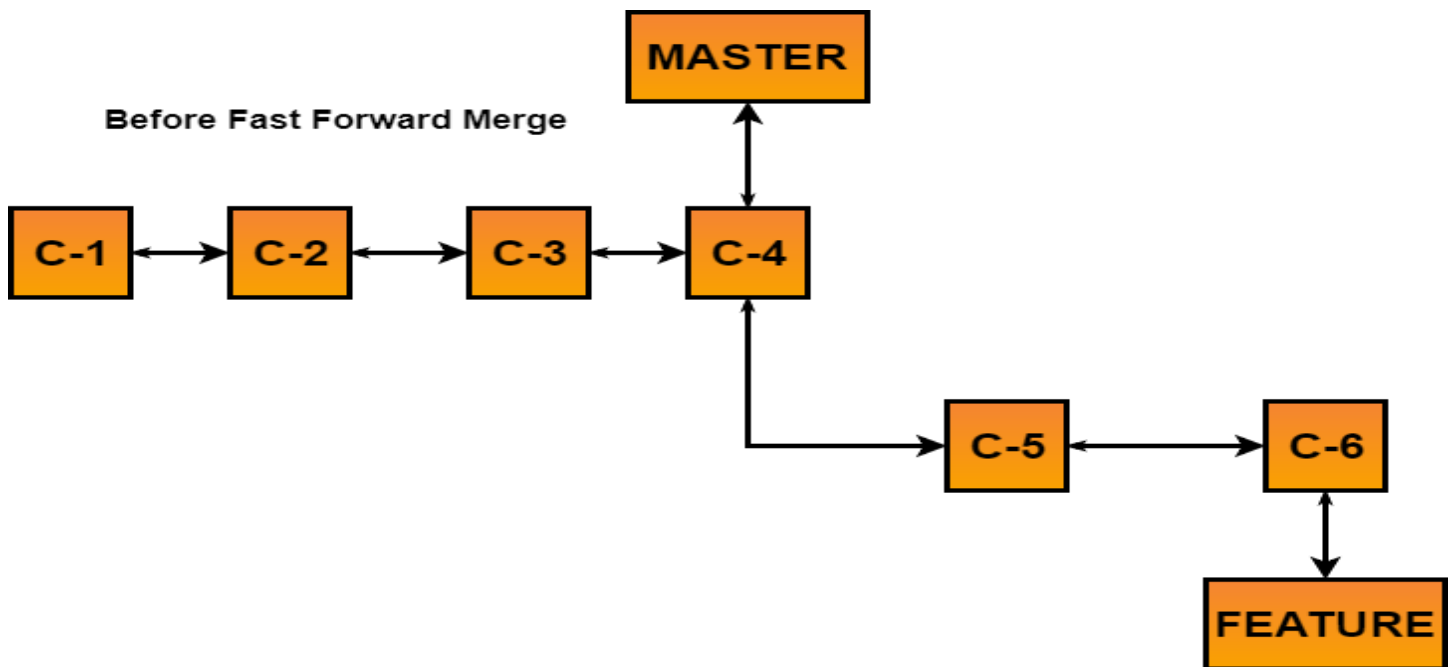 MASTER
Before Fast Forward Merge
C-1
C-2
C-3
C-4
C-5
C-6
FEATURE